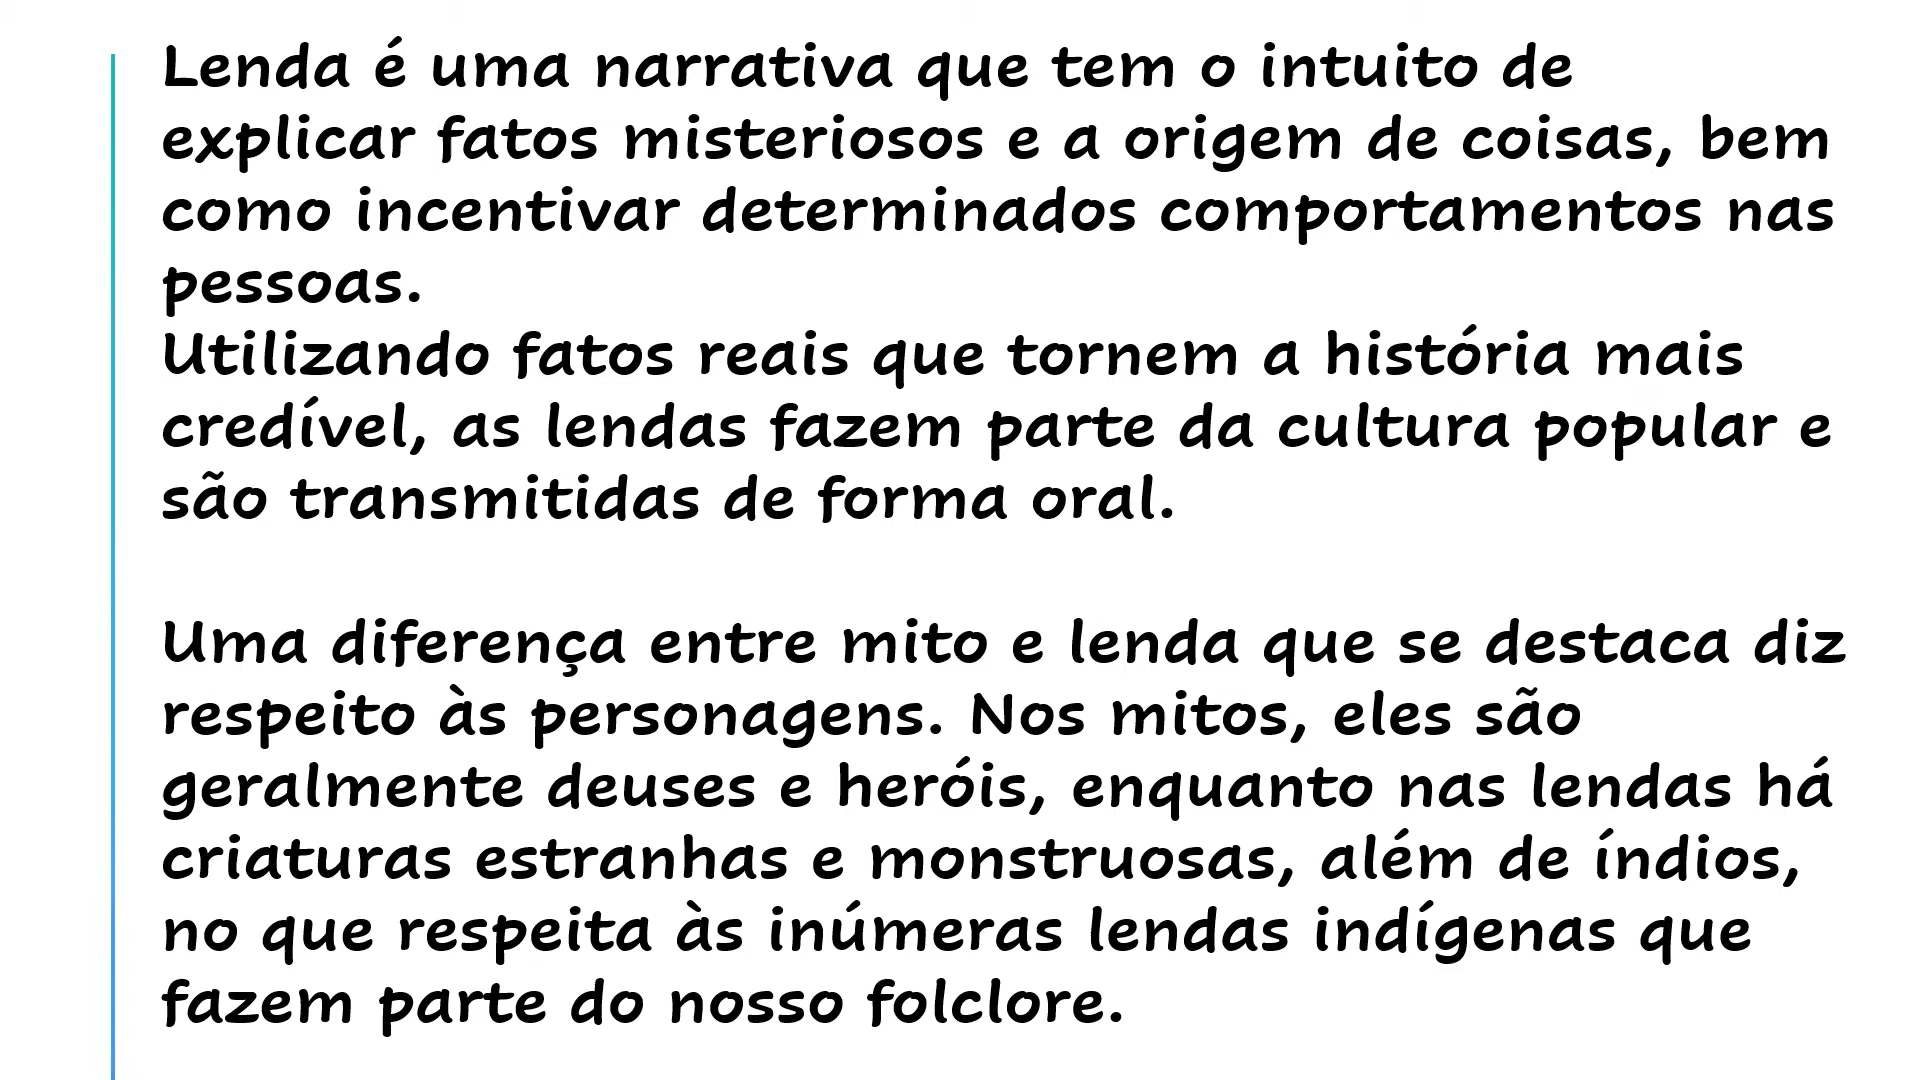 Lenda é uma narrativa que tem o intuito de
explicar fatos misteriosos e a origem de coisas, bem
como incentivar determinados comportamentos nas
pessoas.
Utilizando fatos reais que tornem a história mais
credível, as lendas fazem parte da cultura popular e
são transmitidas de forma oral.
Uma diferença entre mito e lenda que se destaca diz
respeito às personagens. Nos mitos, eles são
geralmente deuses e heróis, enquanto nas lendas há
criaturas estranhas e monstruosas, além de índios,
no que respeita às inúmeras lendas indígenas que
fazem parte do nosso folclore.